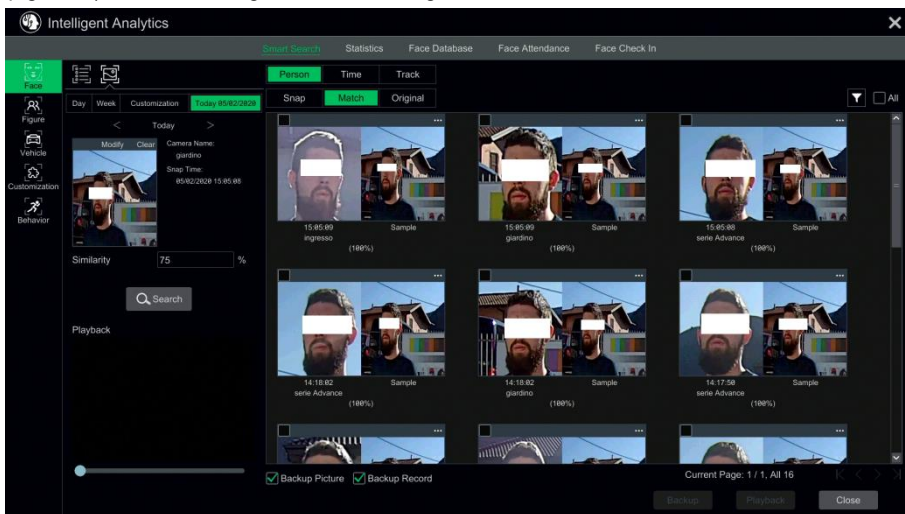 Intelligent Analytics
Smart Search Statistics Face Database Face Attendance Face Check In
Face
Figure
Vehicle
Customization
Behavior
Day Week Customization Today 05/02/2020
< Today >
Modify Clear
Camera Name:
giardino
Snap Time:
05/02/2020 15:05:08
Similarity 75 %
Search
Playback
Person Time Track
Snap Match Original
All
15:05:09 Sample
ingresso
(100%)
15:05:09 Sample
giardino
(100%)
15:05:08 Sample
serie Advance
(100%)
14:18:02 Sample
serie Advance
(100%)
14:18:02 Sample
giardino
(100%)
14:17:50 Sample
serie Advance
(100%)
Backup Picture Backup Record
Current Page: 1 / 1, All 16
Backup Playback Close